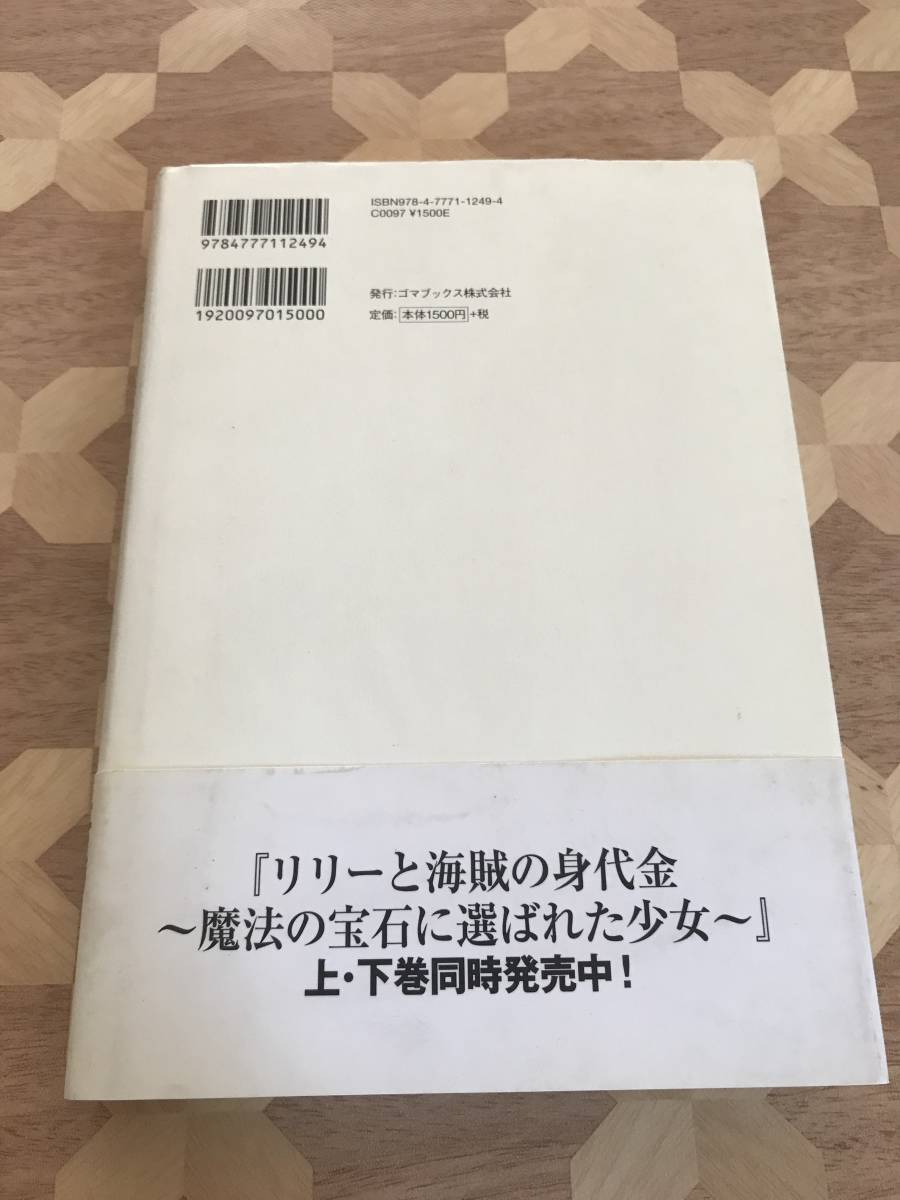 ISBN978-4-7771-1249-4
C0097 ¥1500E
9784777112494
発行:ゴマブックス株式会社
定価:本体1500円+税
1920097015000
『リリーと海賊の身代金
〜魔法の宝石に選ばれた少女〜』
上・下巻同時発売中!